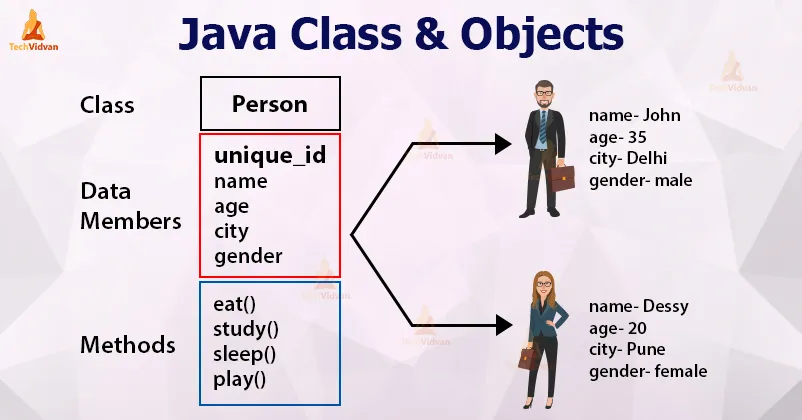 TechVidvan
Java Class & Objects
Class
Person
Data
Members
unique_id
name
age
city
gender
Methods
eat()
study()
sleep()
play()
name- John
age- 35
city- Delhi
gender- male
name- Dessy
age- 20
city- Pune
gender- female
TechVidvan
TechVidvan
TechVidvan
TechVidvan